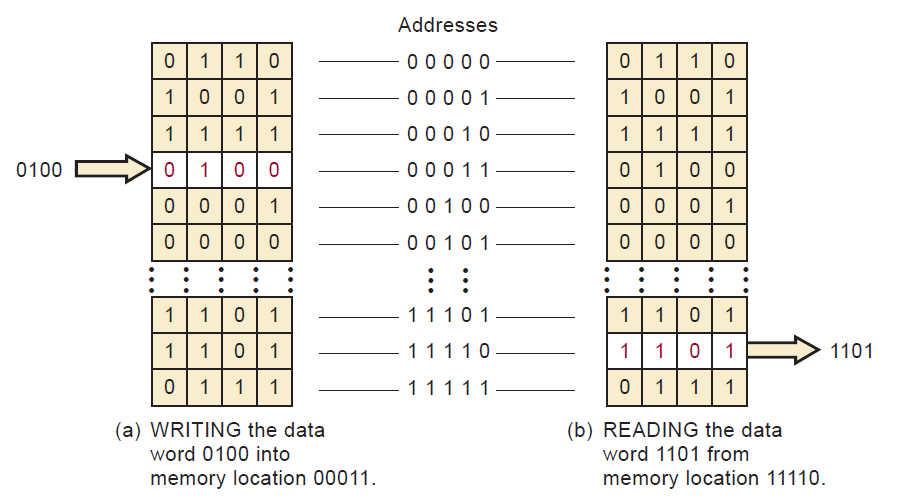 Addresses
0 1 1 0 0 0 0 0 0 0 1 1 0
1 0 0 1 0 0 0 0 1 1 0 0 1
1 1 1 1 0 0 0 1 0 1 1 1 1
0100 0 1 0 0 0 0 0 1 1 0 1 0 0
0 0 0 1 0 0 1 0 0 0 0 0 1
0 0 0 0 0 0 1 0 1 0 0 0 0
1 1 0 1 1 1 1 0 1 1 1 0 1
1 1 0 1 1 1 1 1 0 1 1 0 1 1101
0 1 1 1 1 1 1 1 1 0 1 1 1
(a) WRITING the data
word 0100 into
memory location 00011.
(b) READING the data
word 1101 from
memory location 11110.